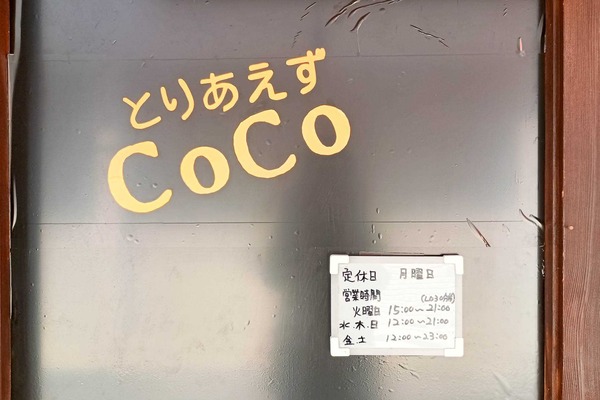 とりあえず
CoCo
定休日 月曜日
営業時間 (L.O 30分前)
火曜日 15:00〜21:00
水.木.日 12:00〜21:00
金.土 12:00〜23:00